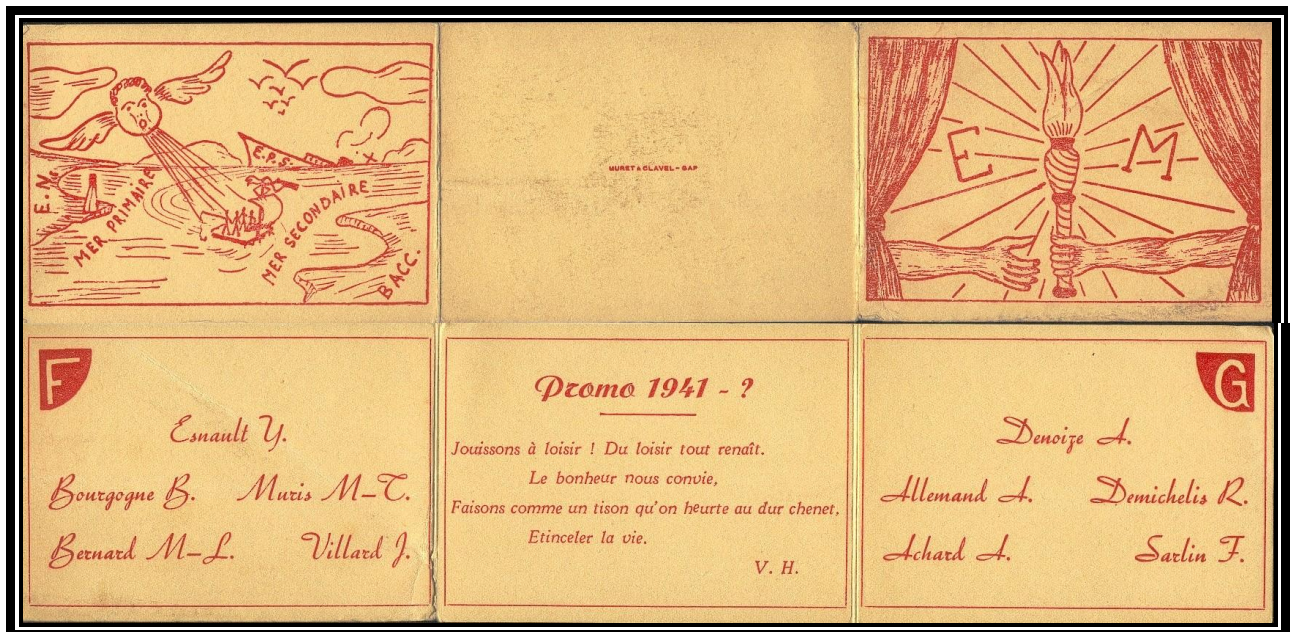 E.P.S.
E.N.
MER PRIMAIRE
MER SECONDAIRE
BACC.
MURET & CLAVEL - GAP
E M
F
Esnault Y.
Bourgogne B. Muris M-T.
Bernard M-L. Villard J.
Promo 1941 - ?
Jouissons à loisir ! Du loisir tout renaît.
Le bonheur nous convie,
Faisons comme un tison qu'on heurte au dur chenet,
Etinceler la vie.
V. H.
G
Denoize A.
Allemand A. Demichelis R.
Achard A. Sarlin F.